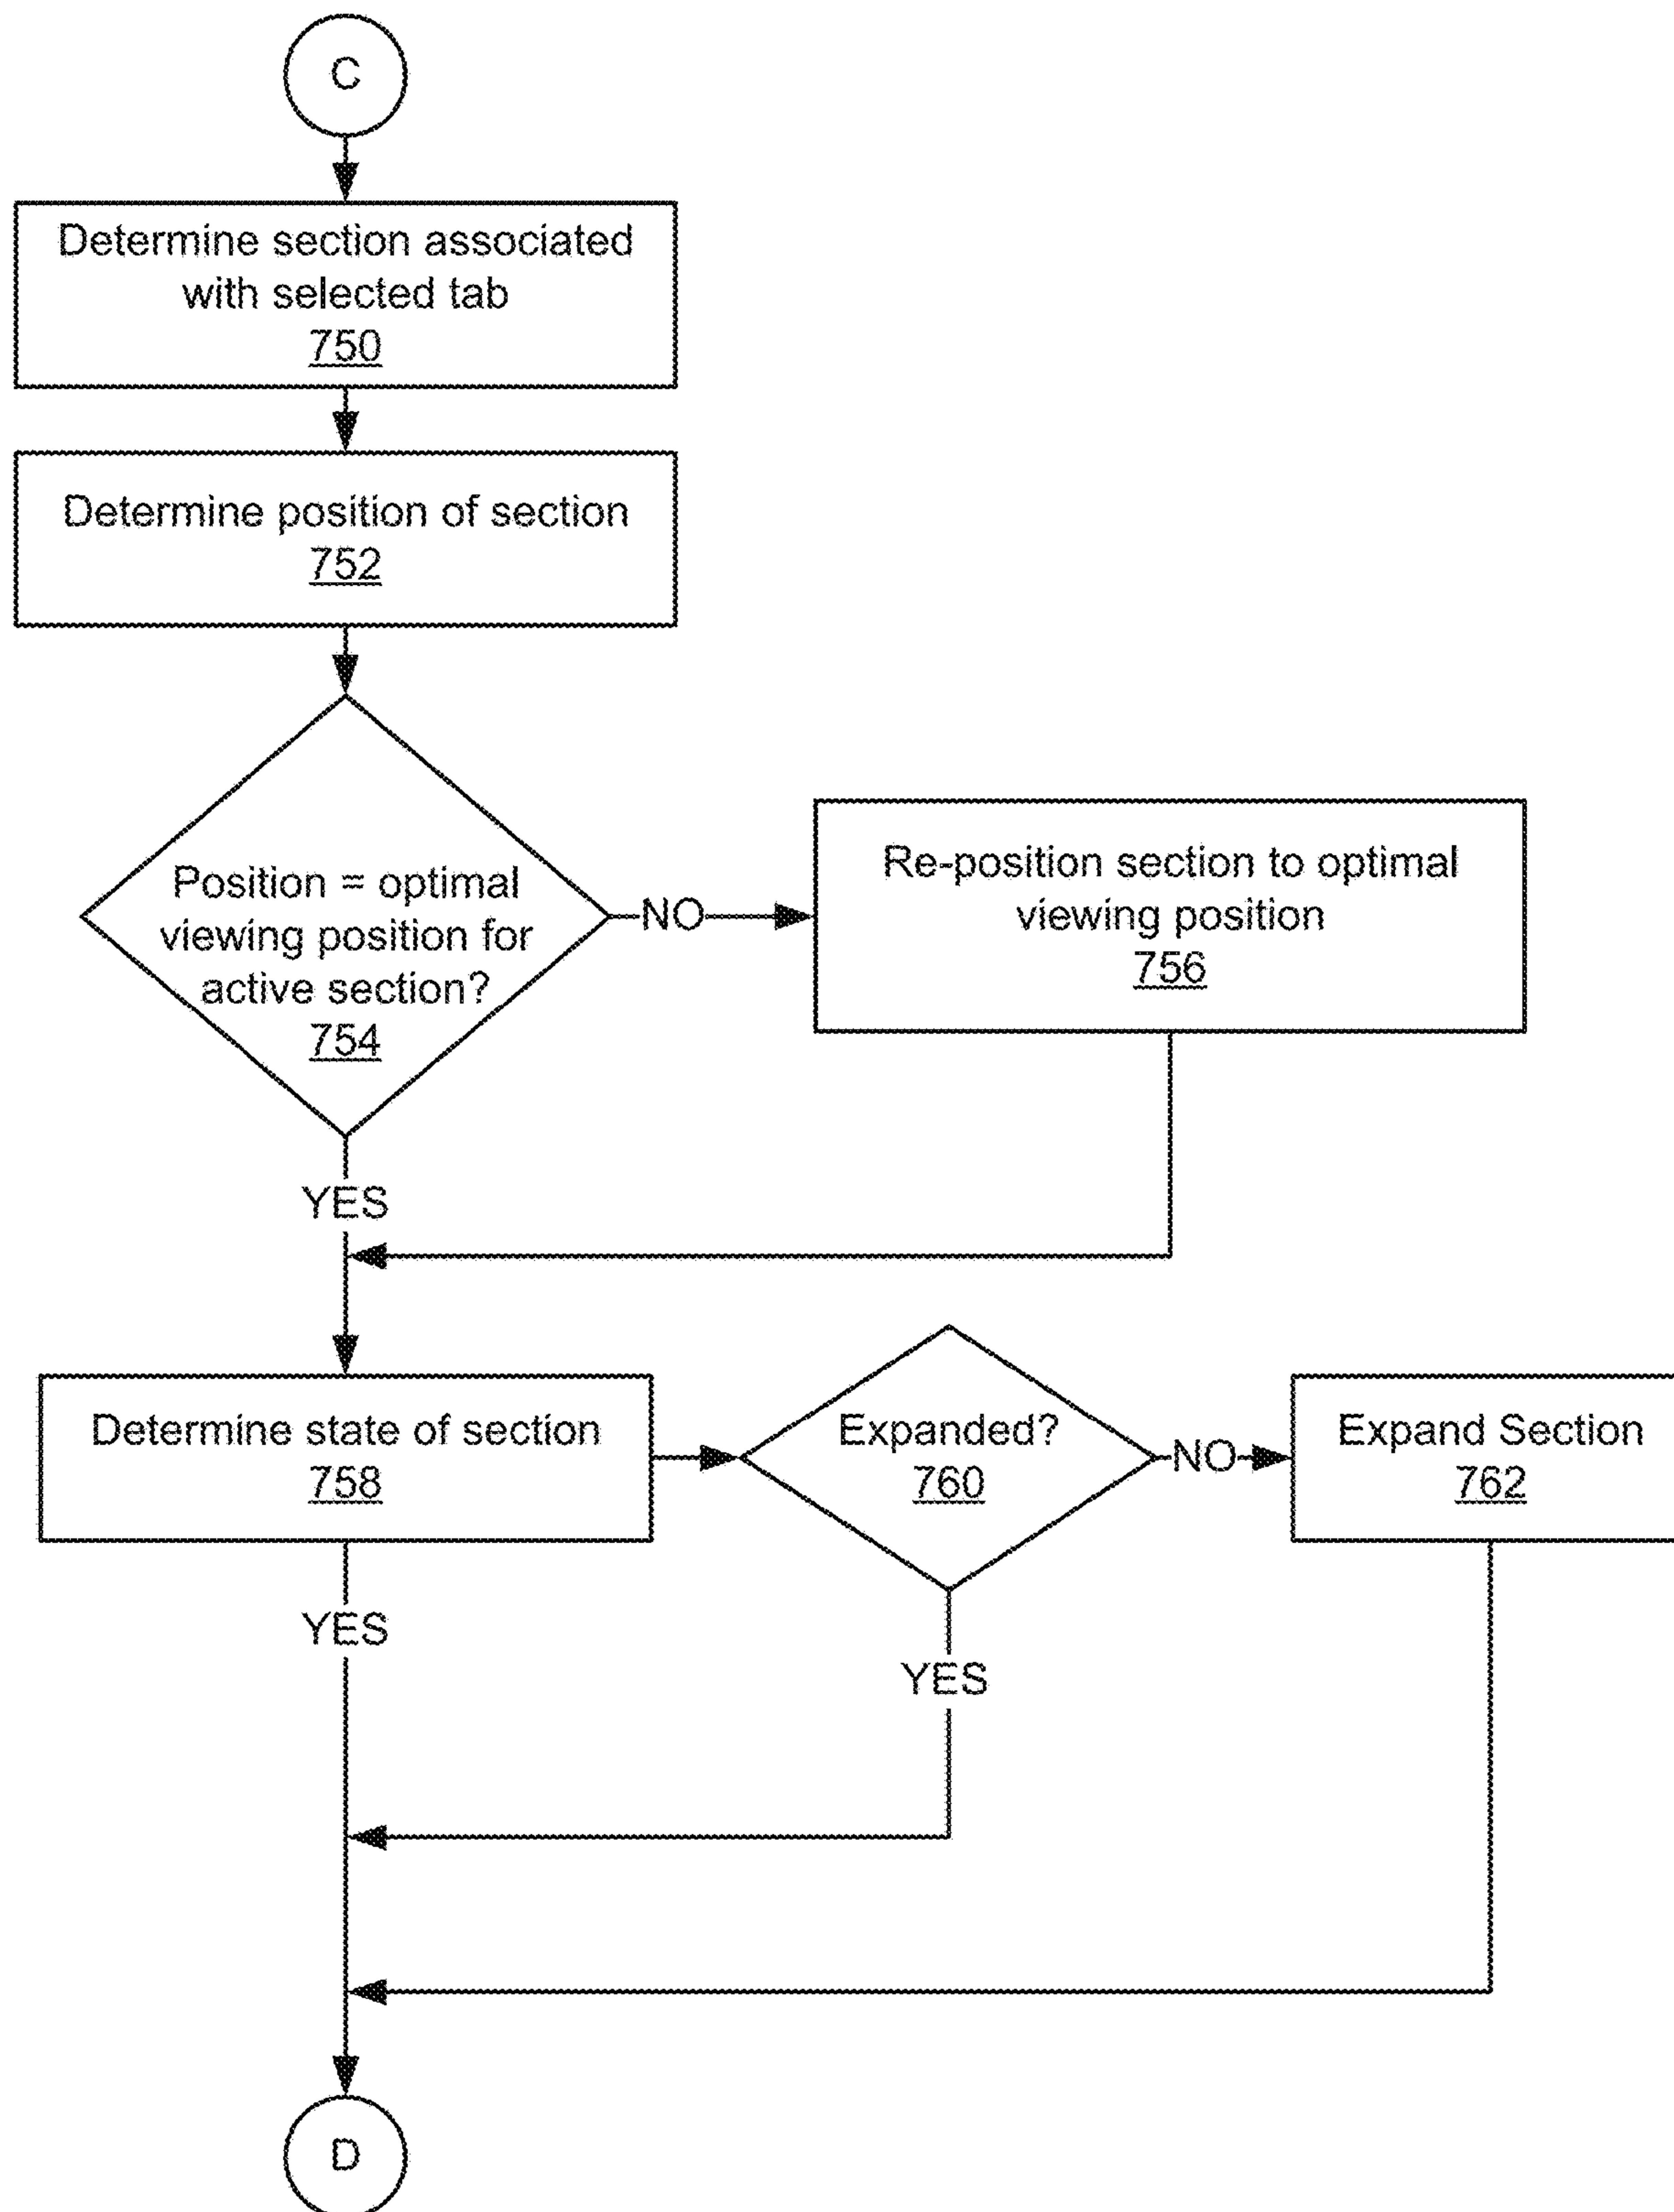 C
Determine section associated
with selected tab
750
Determine position of section
752
Position = optimal
viewing position for
active section?
754
NO
Re-position section to optimal
viewing position
756
YES
Determine state of section
758
Expanded?
760
NO
Expand Section
762
YES
YES
D